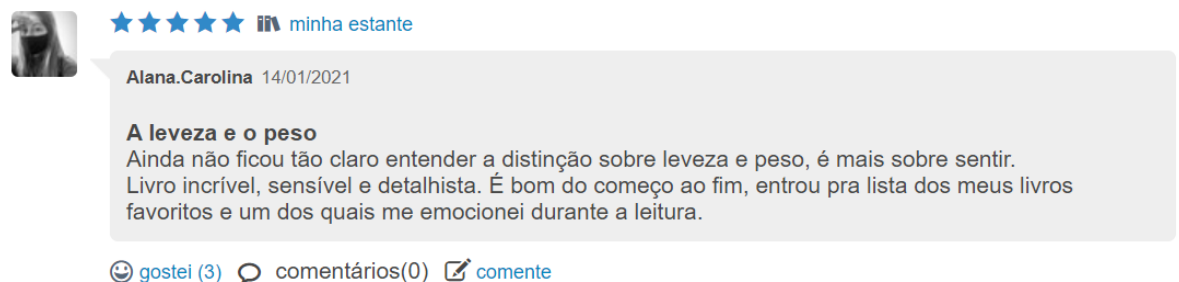 minha estante
Alana.Carolina 14/01/2021
A leveza e o peso
Ainda não ficou tão claro entender a distinção sobre leveza e peso, é mais sobre sentir.
Livro incrível, sensível e detalhista. É bom do começo ao fim, entrou pra lista dos meus livros
favoritos e um dos quais me emocionei durante a leitura.
gostei (3) comentários(0) comente